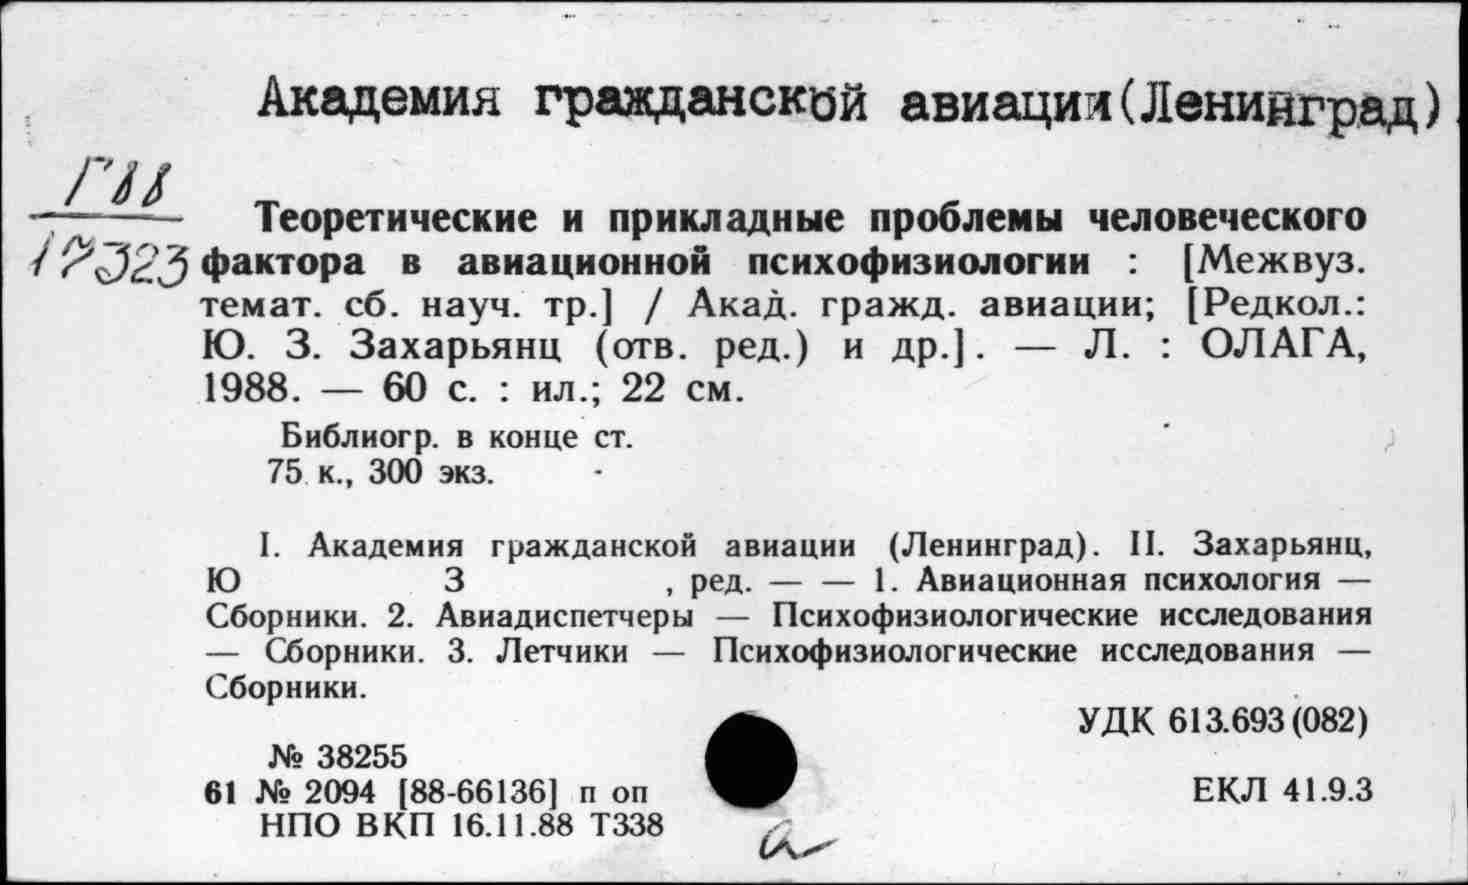 Академия гражданской авиации(Ленинград)
Теоретические и прикладные проблемы человеческого
фактора в авиационной психофизиологии : [Межвуз.
темат. сб. науч. тр.] / Акад. гражд. авиации; [Редкол.:
Ю. З. Захарьянц (отв. ред.) и др.]. — Л. : ОЛАГА,
1988. — 60 с. : ил.; 22 см.
Библиогр. в конце ст.
75 к., 300 экз.
I. Академия гражданской авиации (Ленинград). II. Захарьянц,
Ю З , ред. — — 1. Авиационная психология —
Сборники. 2. Авиадиспетчеры — Психофизиологические исследования
— Сборники. 3. Летчики — Психофизиологические исследования —
Сборники.
УДК 613.693(082)
№ 38255
61 № 2094 [88-66136] п оп
ЕКЛ 41.9.3
НПО ВКП 16.11.88 Т338